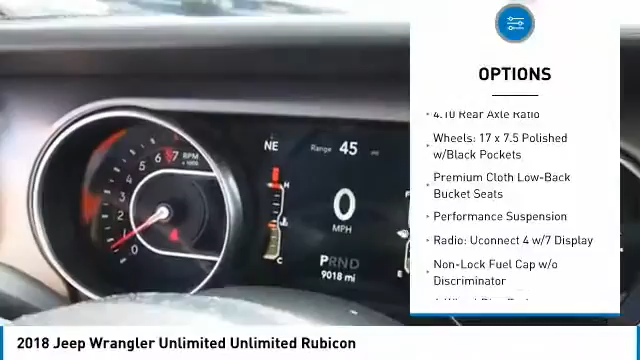 OPTIONS
4.10 Rear Axle Ratio
Wheels: 17 x 7.5 Polished
w/Black Pockets
Premium Cloth Low-Back
Bucket Seats
Performance Suspension
Radio: Uconnect 4 w/7 Display
Non-Lock Fuel Cap w/o
Discriminator
NE
Range 45 mi
0
MPH
PRND
9018 mi
H
C
F
E
0
1
2
3
4
5
6
7
RPM
x 1000
2018 Jeep Wrangler Unlimited Unlimited Rubicon